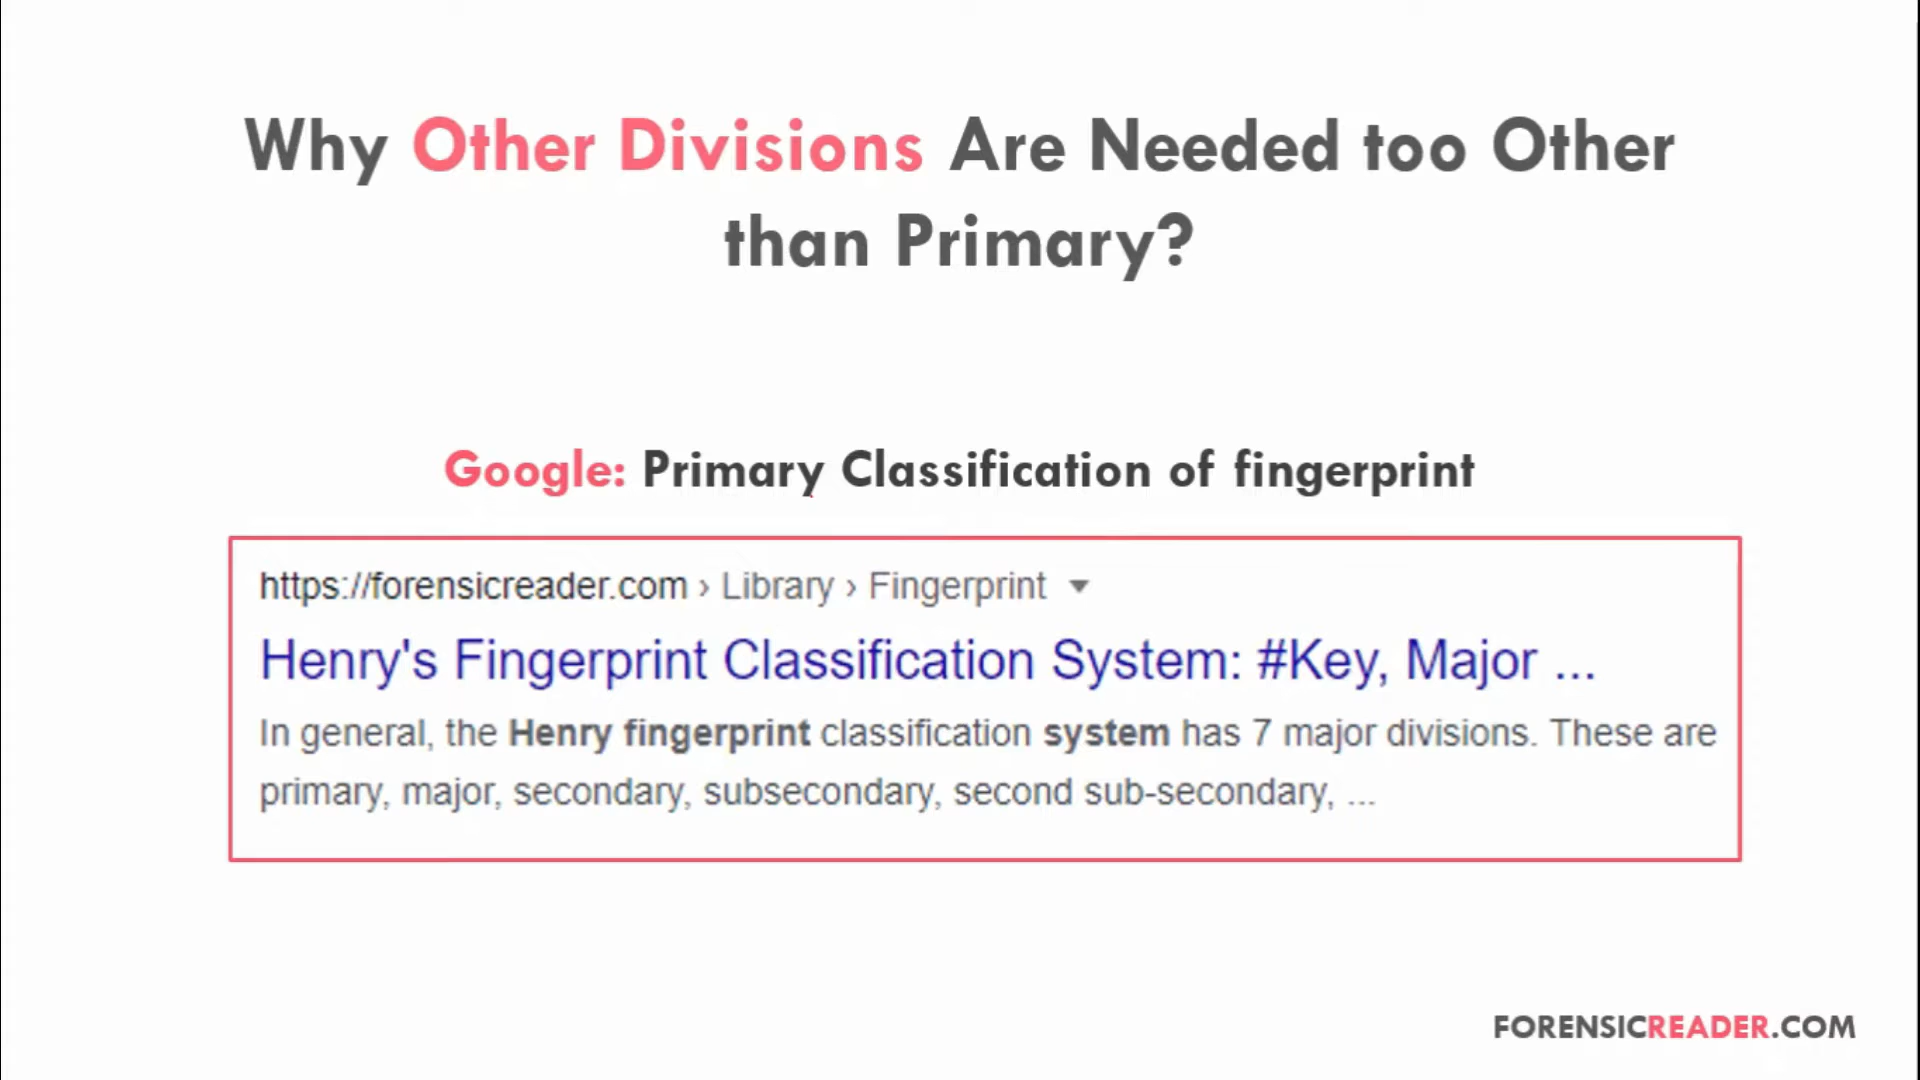 Why Other Divisions Are Needed too Other
than Primary?
Google: Primary Classification of fingerprint
https://forensicreader.com › Library › Fingerprint
Henry's Fingerprint Classification System: #Key, Major ...
In general, the Henry fingerprint classification system has 7 major divisions. These are
primary, major, secondary, subsecondary, second sub-secondary, ...
FORENSICREADER.COM